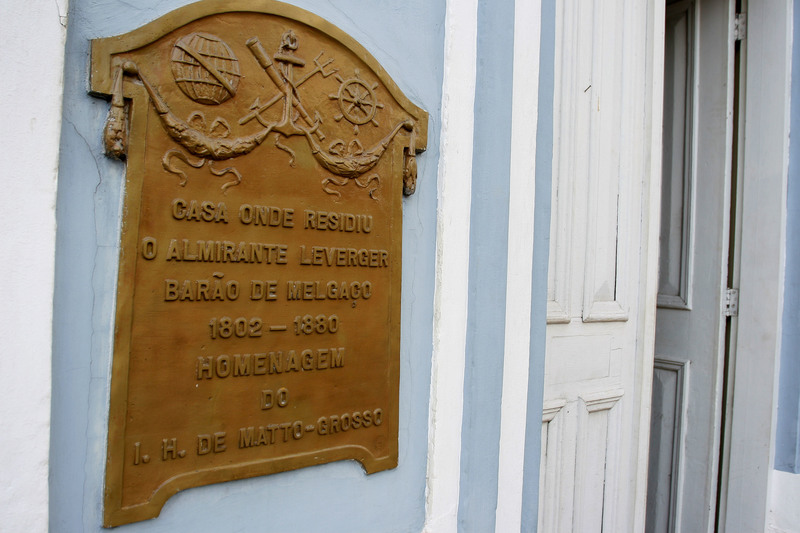 CASA ONDE RESIDIU
O ALMIRANTE LEVERGER
BARÃO DE MELGAÇO
1802 — 1880
HOMENAGEM
DO
I. H. DE MATTO-GROSSO